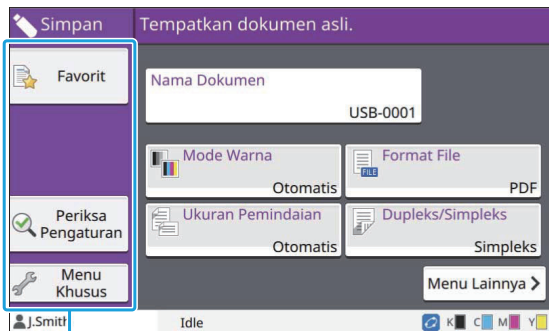 Simpan
Tempatkan dokumen asli.
Favorit
Nama Dokumen
USB-0001
Mode Warna
Otomatis
Format File
FILE
PDF
Periksa
Pengaturan
Ukuran Pemindaian
Otomatis
Dupleks/Simpleks
Simpleks
Menu
Khusus
Menu Lainnya
J.Smith
Idle
K C M Y